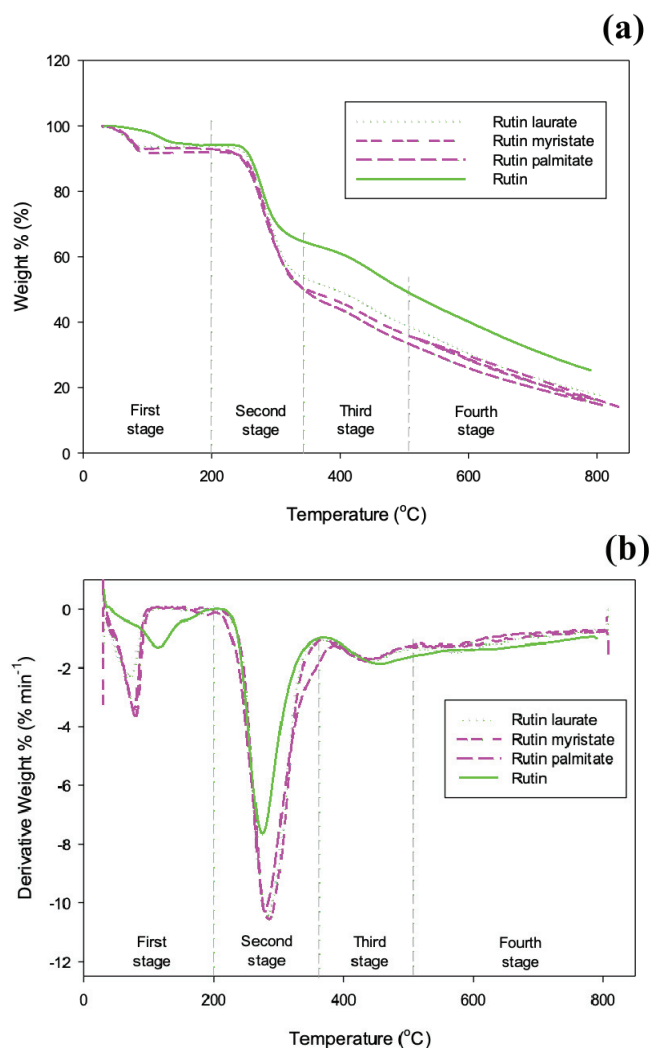 (a)
120
100
80
60
40
20
0
Weight % (%)
Rutin laurate
Rutin myristate
Rutin palmitate
Rutin
First stage
Second stage
Third stage
Fourth stage
0 200 400 600 800
Temperature (°C)
(b)
0
-2
-4
-6
-8
-10
-12
Derivative Weight % (% min⁻¹)
Rutin laurate
Rutin myristate
Rutin palmitate
Rutin
First stage
Second stage
Third stage
Fourth stage
0 200 400 600 800
Temperature (°C)